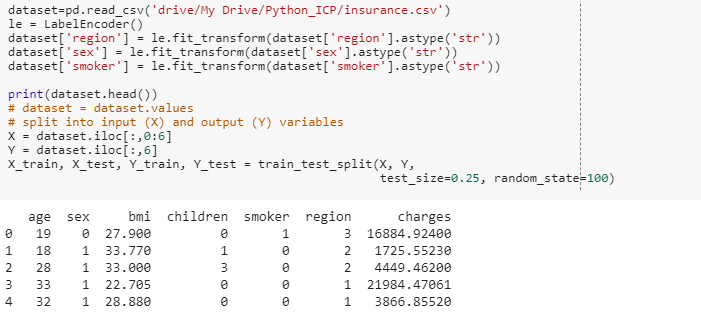 dataset=pd.read_csv('drive/My Drive/Python_ICP/insurance.csv')
le = LabelEncoder()
dataset['region'] = le.fit_transform(dataset['region'].astype('str'))
dataset['sex'] = le.fit_transform(dataset['sex'].astype('str'))
dataset['smoker'] = le.fit_transform(dataset['smoker'].astype('str'))
print(dataset.head())
# dataset = dataset.values
# split into input (X) and output (Y) variables
X = dataset.iloc[:,0:6]
Y = dataset.iloc[:,6]
X_train, X_test, Y_train, Y_test = train_test_split(X, Y,
test_size=0.25, random_state=100)
age sex bmi children smoker region charges
0 19 0 27.900 0 1 3 16884.92400
1 18 1 33.770 1 0 2 1725.55230
2 28 1 33.000 3 0 2 4449.46200
3 33 1 22.705 0 0 1 21984.47061
4 32 1 28.880 0 0 1 3866.85520